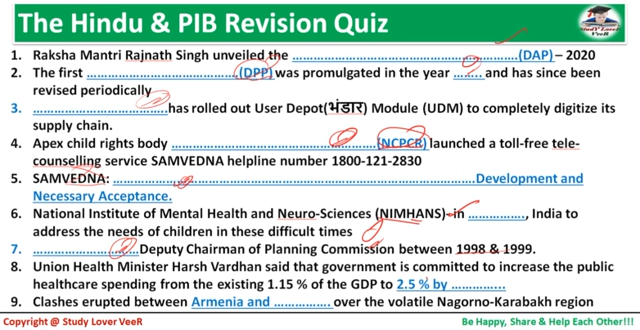 The Hindu & PIB Revision Quiz
StudY Lover
VeeR
1. Raksha Mantri Rajnath Singh unveiled the ……………………………………………………(DAP) – 2020
2. The first …………………………………(DPP) was promulgated in the year ……… and has since been
revised periodically
3. ………………………………has rolled out User Depot(भंडार) Module (UDM) to completely digitize its
supply chain.
4. Apex child rights body ………………………………………………(NCPCR) launched a toll-free tele-
counselling service SAMVEDNA helpline number 1800-121-2830
5. SAMVEDNA: ……………………………………………………………………………………Development and
Necessary Acceptance.
6. National Institute of Mental Health and Neuro-Sciences (NIMHANS) – in ……………, India to
address the needs of children in these difficult times
7. ………………………Deputy Chairman of Planning Commission between 1998 & 1999.
8. Union Health Minister Harsh Vardhan said that government is committed to increase the public
healthcare spending from the existing 1.15 % of the GDP to 2.5 % by ……………
9. Clashes erupted between Armenia and …………… over the volatile Nagorno-Karabakh region
Copyright @ Study Lover VeeR
Be Happy, Share & Help Each Other!!!